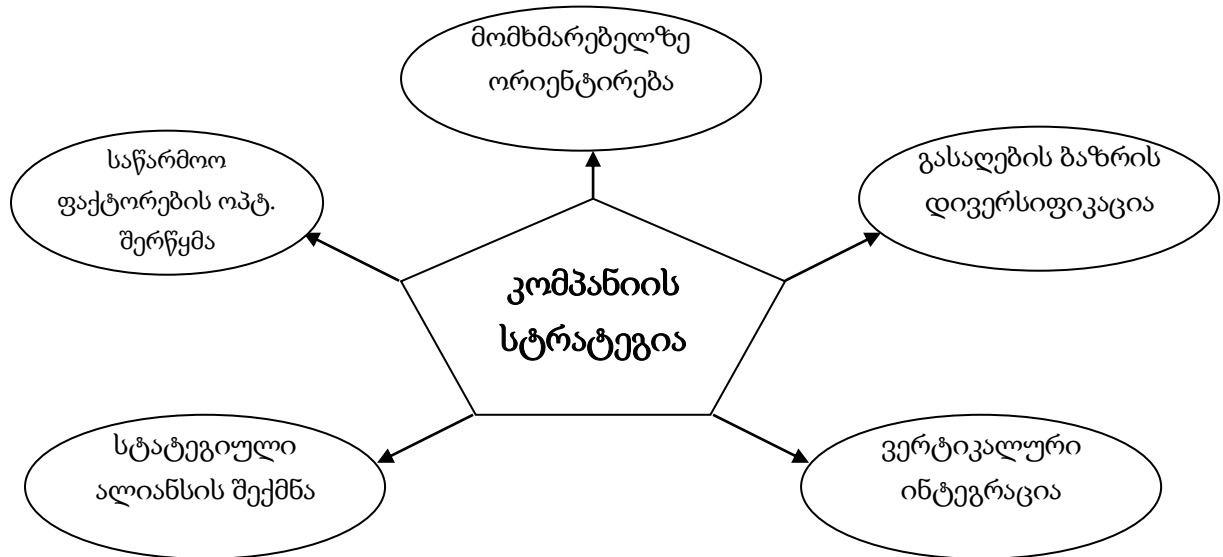 მომხმარებელზე
ორიენტირება
საწარმოო
ფაქტორების ოპტ.
შერწყმა
გასაღების ბაზრის
დივერსიფიკაცია
კომპანიის
სტრატეგია
სტატეგიული
ალიანსის შექმნა
ვერტიკალური
ინტეგრაცია